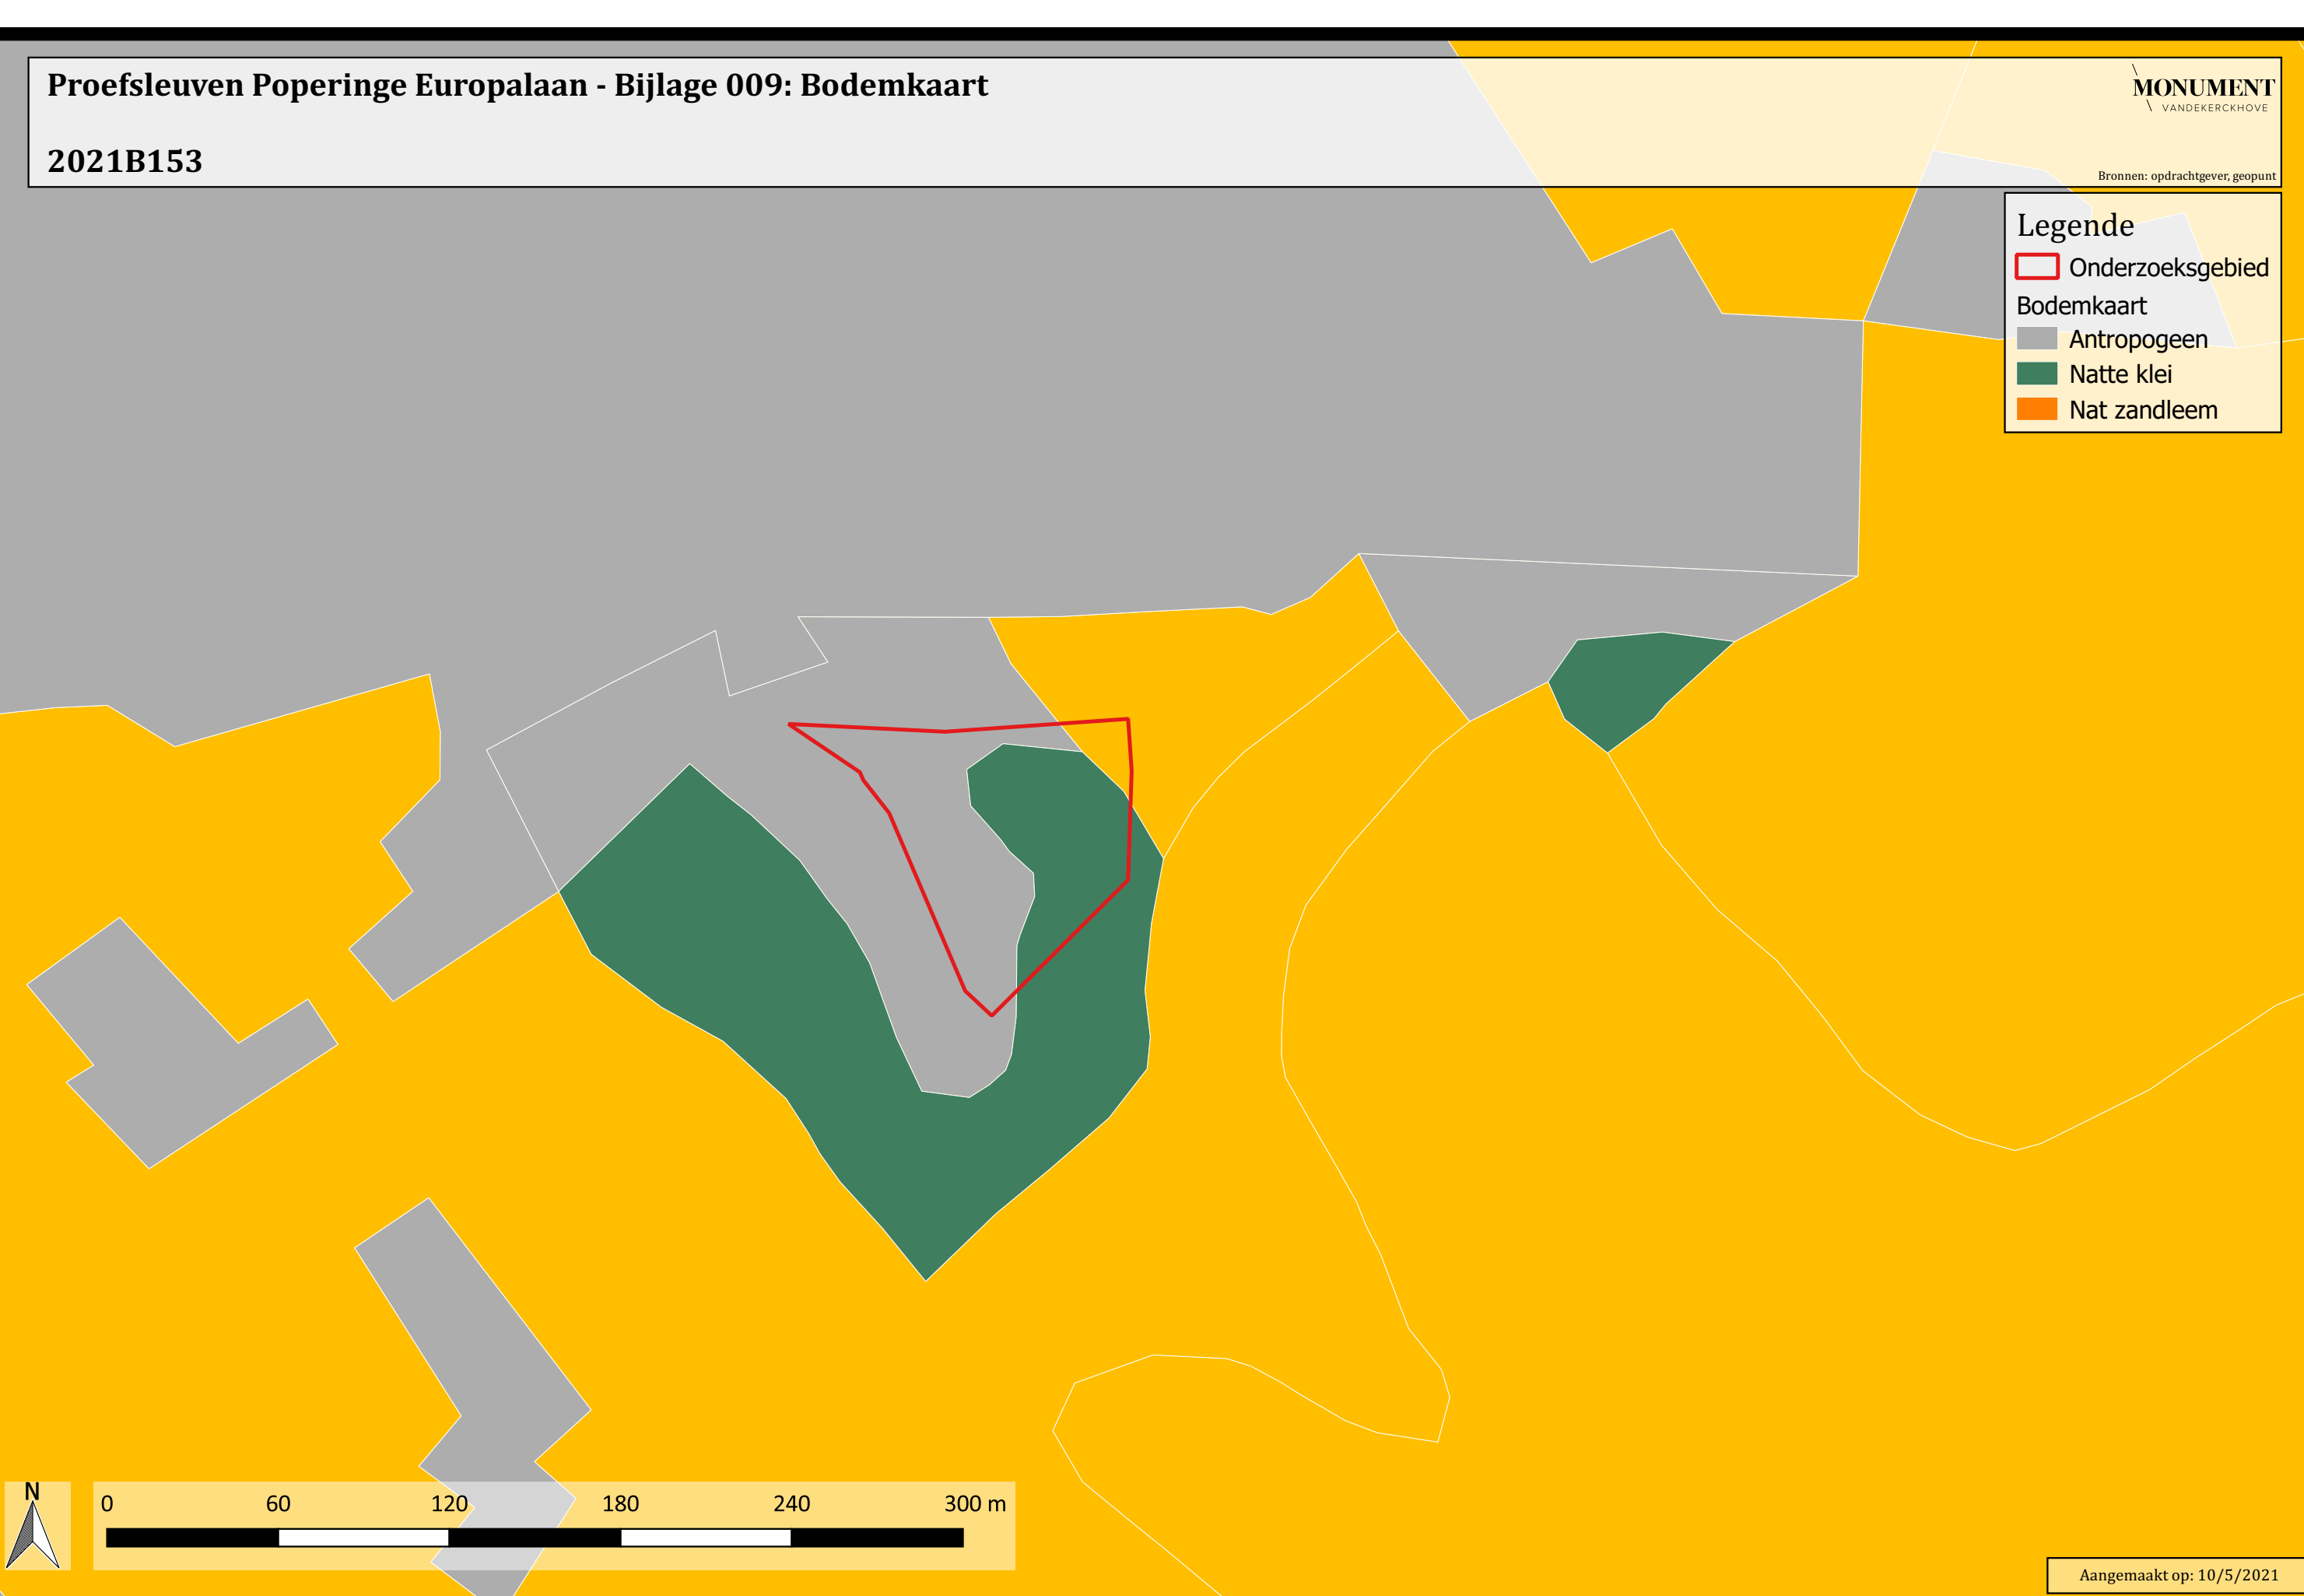 Proefsleuven Poperinge Europalaan - Bijlage 009: Bodemkaart
MONUMENT
VANDEKERCKHOVE
2021B153
Bronnen: opdrachtgever, geopunt
Legende
Onderzoeksgebied
Bodemkaart
Antropogeen
Natte klei
Nat zandleem
N
0 60 120 180 240 300 m
Aangemaakt op: 10/5/2021